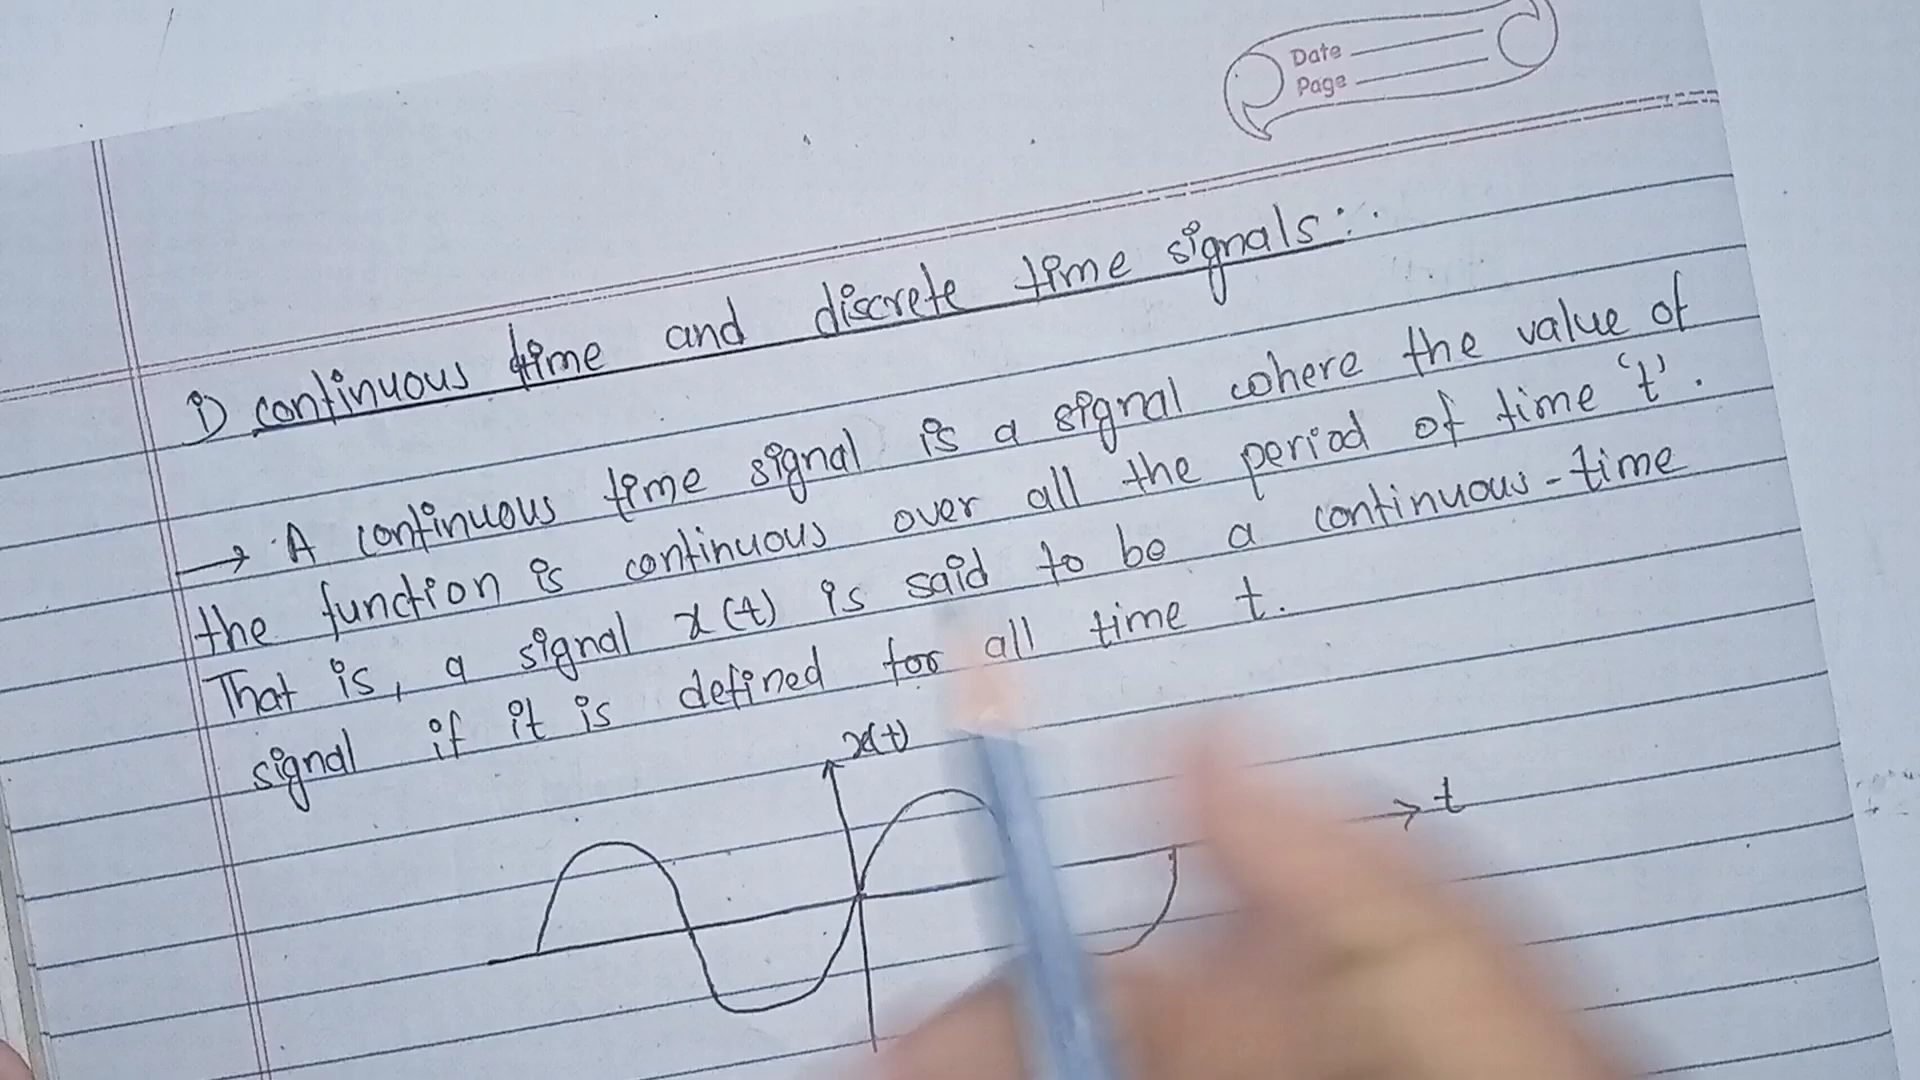 Date
Page
i) continuous time and discrete time signals:.
→ A continuous time signal is a signal where the value of
the function is continuous over all the period of time 't'.
That is, a signal x(t) is said to be a continuous-time
signal if it is defined for all time t.
x(t)
t